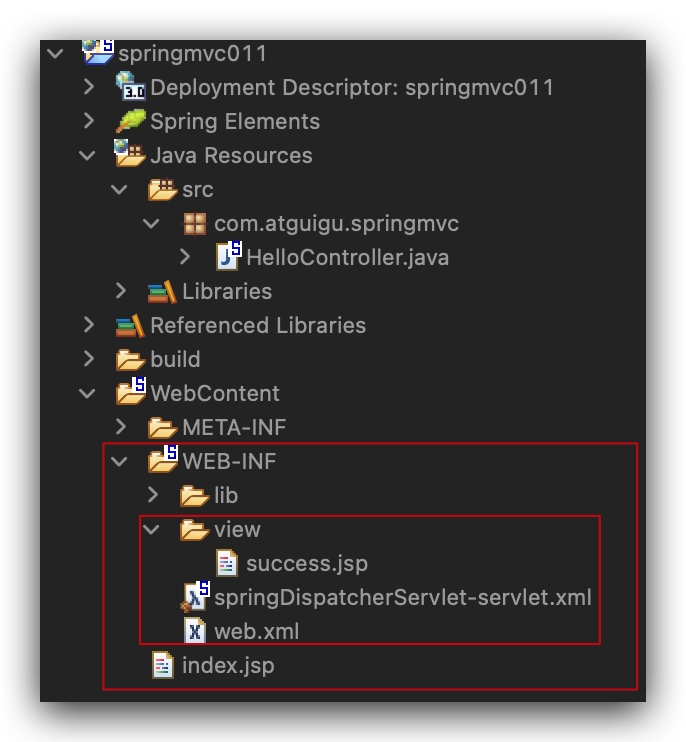 springmvc011
Deployment Descriptor: springmvc011
Spring Elements
Java Resources
src
com.atguigu.springmvc
HelloController.java
Libraries
Referenced Libraries
build
WebContent
META-INF
WEB-INF
lib
view
success.jsp
springDispatcherServlet-servlet.xml
web.xml
index.jsp